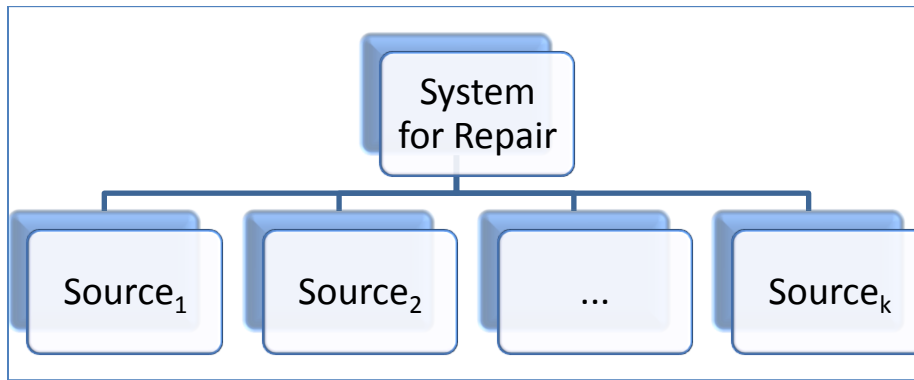 System
for Repair
Source₁
Source₂
...
Sourceₖ